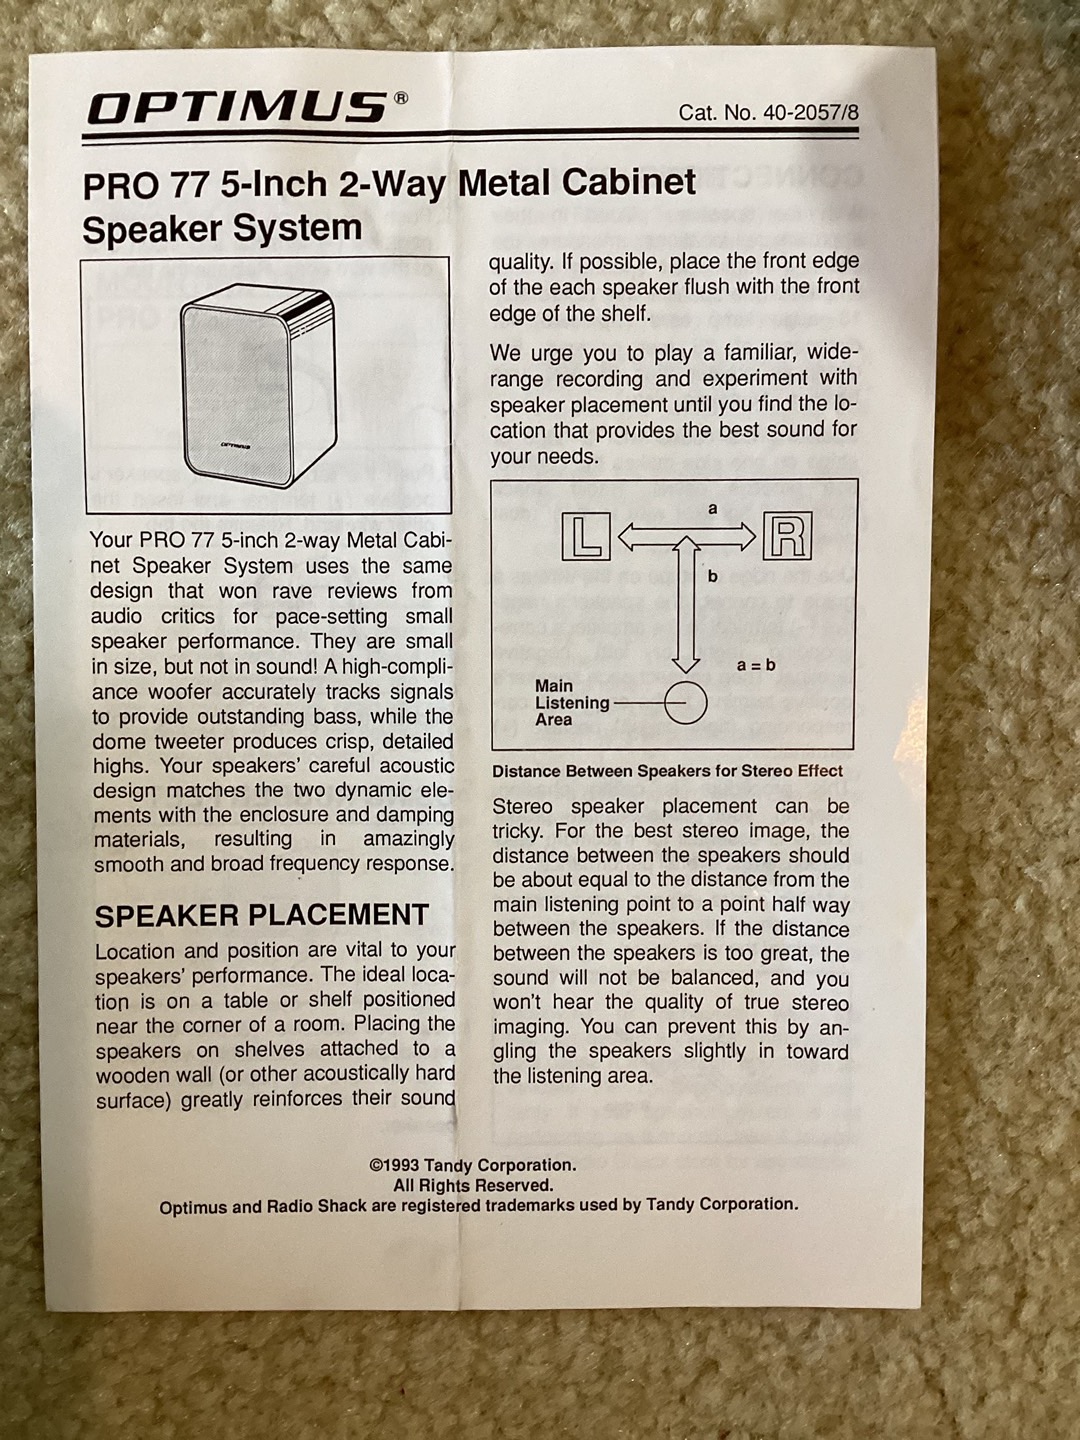 OPTIMUS®
Cat. No. 40-2057/8
PRO 77 5-Inch 2-Way Metal Cabinet
Speaker System
OPTIMUS
Your PRO 77 5-inch 2-way Metal Cabi-
net Speaker System uses the same
design that won rave reviews from
audio critics for pace-setting small
speaker performance. They are small
in size, but not in sound! A high-compli-
ance woofer accurately tracks signals
to provide outstanding bass, while the
dome tweeter produces crisp, detailed
highs. Your speakers' careful acoustic
design matches the two dynamic ele-
ments with the enclosure and damping
materials, resulting in amazingly
smooth and broad frequency response.
SPEAKER PLACEMENT
Location and position are vital to your
speakers' performance. The ideal loca-
tion is on a table or shelf positioned
near the corner of a room. Placing the
speakers on shelves attached to a
wooden wall (or other acoustically hard
surface) greatly reinforces their sound
quality. If possible, place the front edge
of the each speaker flush with the front
edge of the shelf.
We urge you to play a familiar, wide-
range recording and experiment with
speaker placement until you find the lo-
cation that provides the best sound for
your needs.
a
L R
b
a = b
Main
Listening
Area
Distance Between Speakers for Stereo Effect
Stereo speaker placement can be
tricky. For the best stereo image, the
distance between the speakers should
be about equal to the distance from the
main listening point to a point half way
between the speakers. If the distance
between the speakers is too great, the
sound will not be balanced, and you
won't hear the quality of true stereo
imaging. You can prevent this by an-
gling the speakers slightly in toward
the listening area.
©1993 Tandy Corporation.
All Rights Reserved.
Optimus and Radio Shack are registered trademarks used by Tandy Corporation.